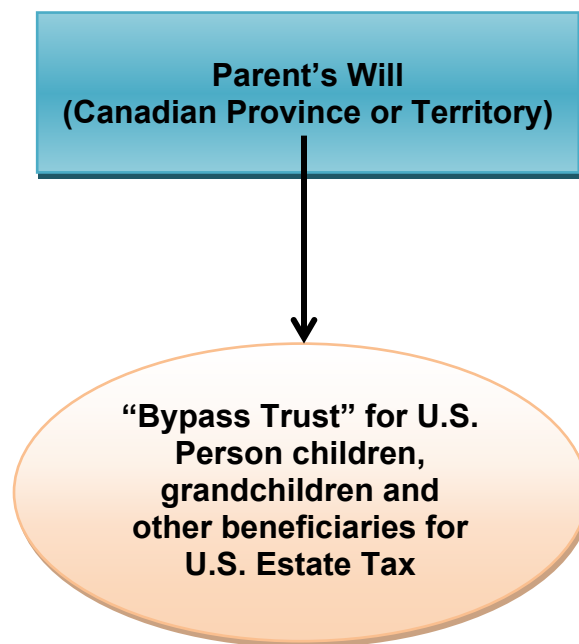 Parent’s Will
(Canadian Province or Territory)
“Bypass Trust” for U.S.
Person children,
grandchildren and
other beneficiaries for
U.S. Estate Tax